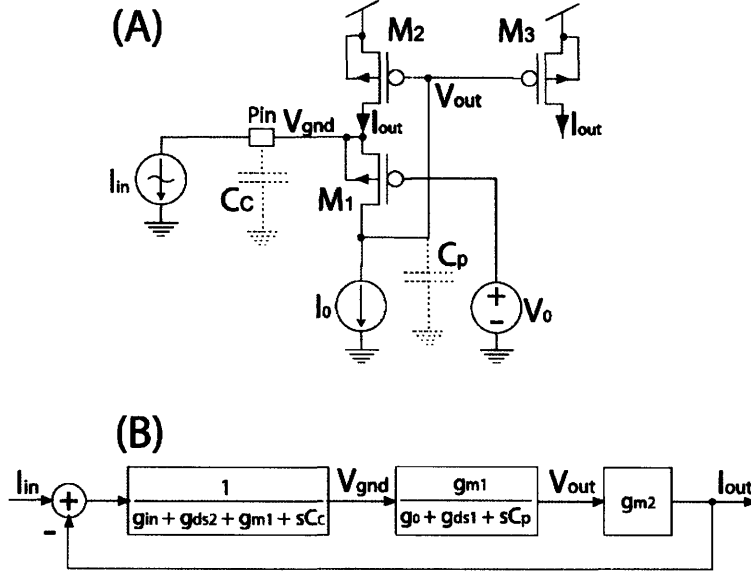 (A)
M2
M3
Vout
Pin
Vgnd
Iout
Iout
Iin
Cc
M1
Cp
I0
+
-
V0
(B)
Iin
+
-
1
gin + gds2 + gm1 + sCc
Vgnd
gm1
go + gds1 + sCp
Vout
gm2
Iout